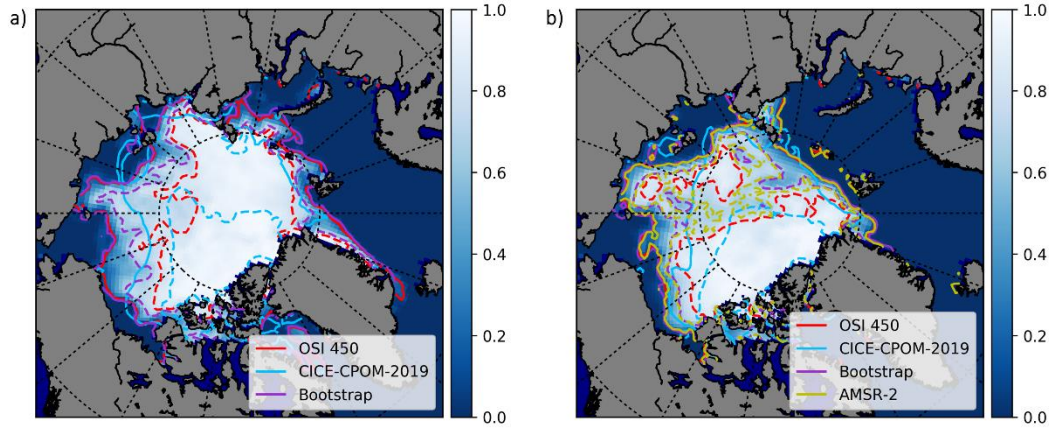 a)
1.0
0.8
0.6
0.4
0.2
0.0
OSI 450
CICE-CPOM-2019
Bootstrap
b)
1.0
0.8
0.6
0.4
0.2
0.0
OSI 450
CICE-CPOM-2019
Bootstrap
AMSR-2